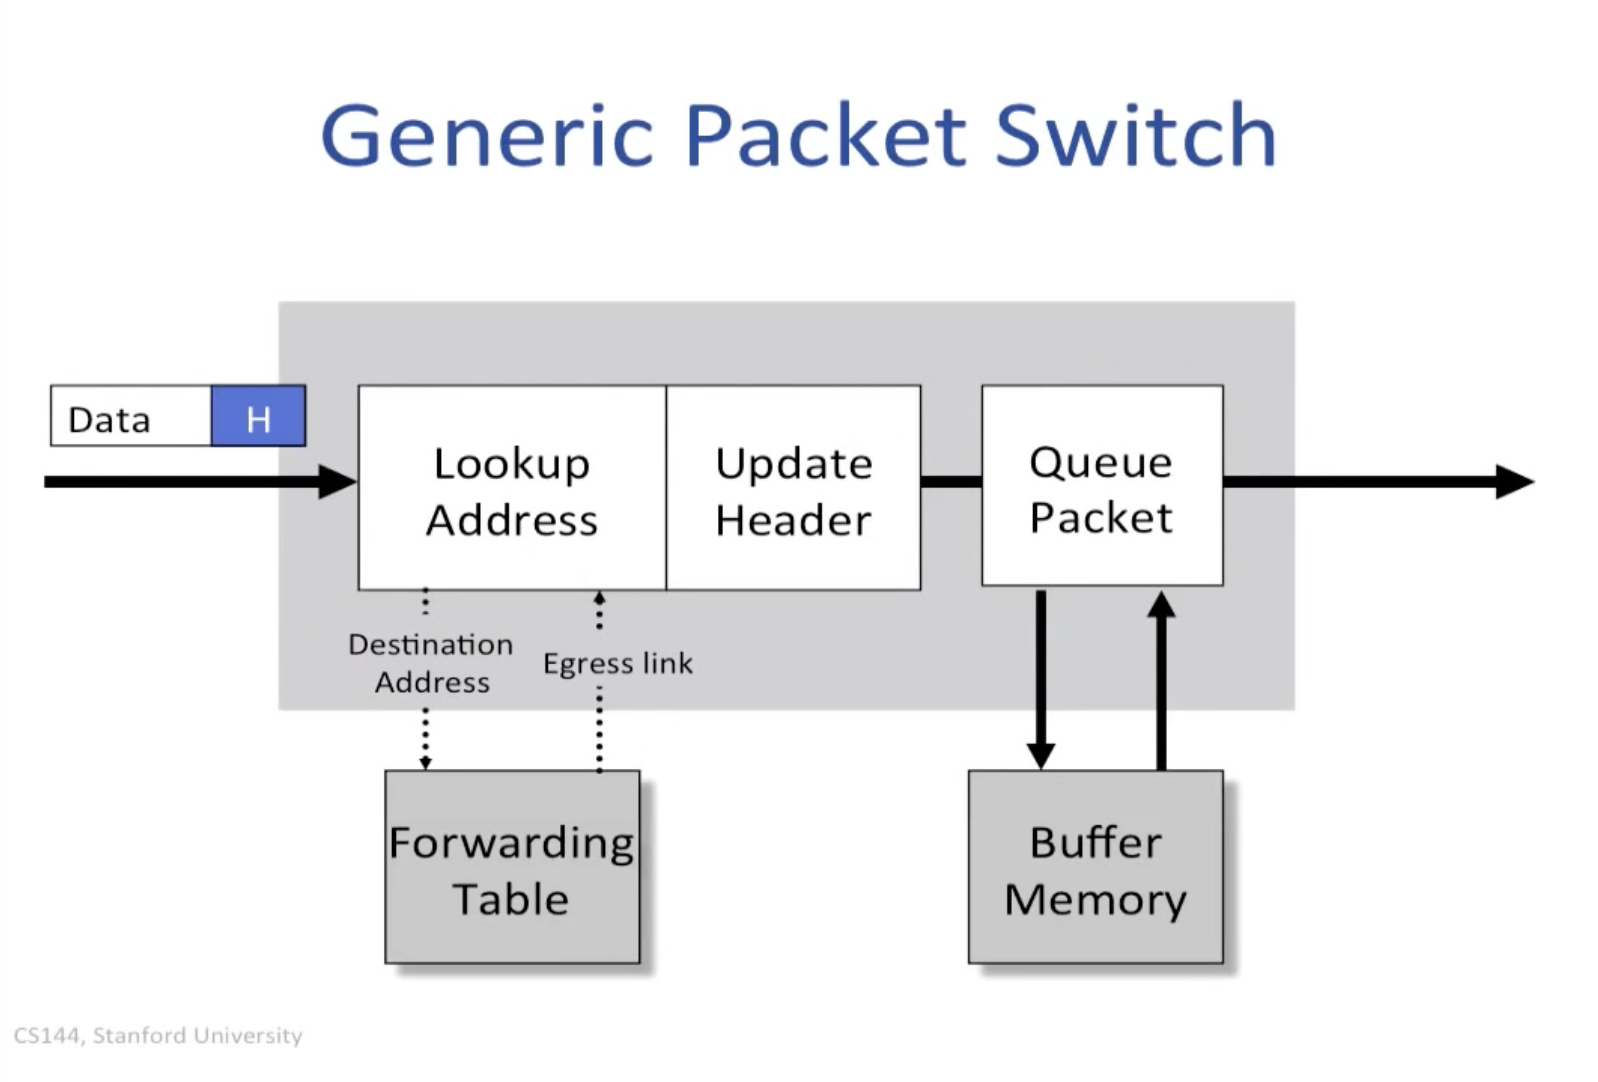 Generic Packet Switch
Data
H
Lookup
Address
Update
Header
Queue
Packet
Destination
Address
Egress link
Forwarding
Table
Buffer
Memory
CS144, Stanford University